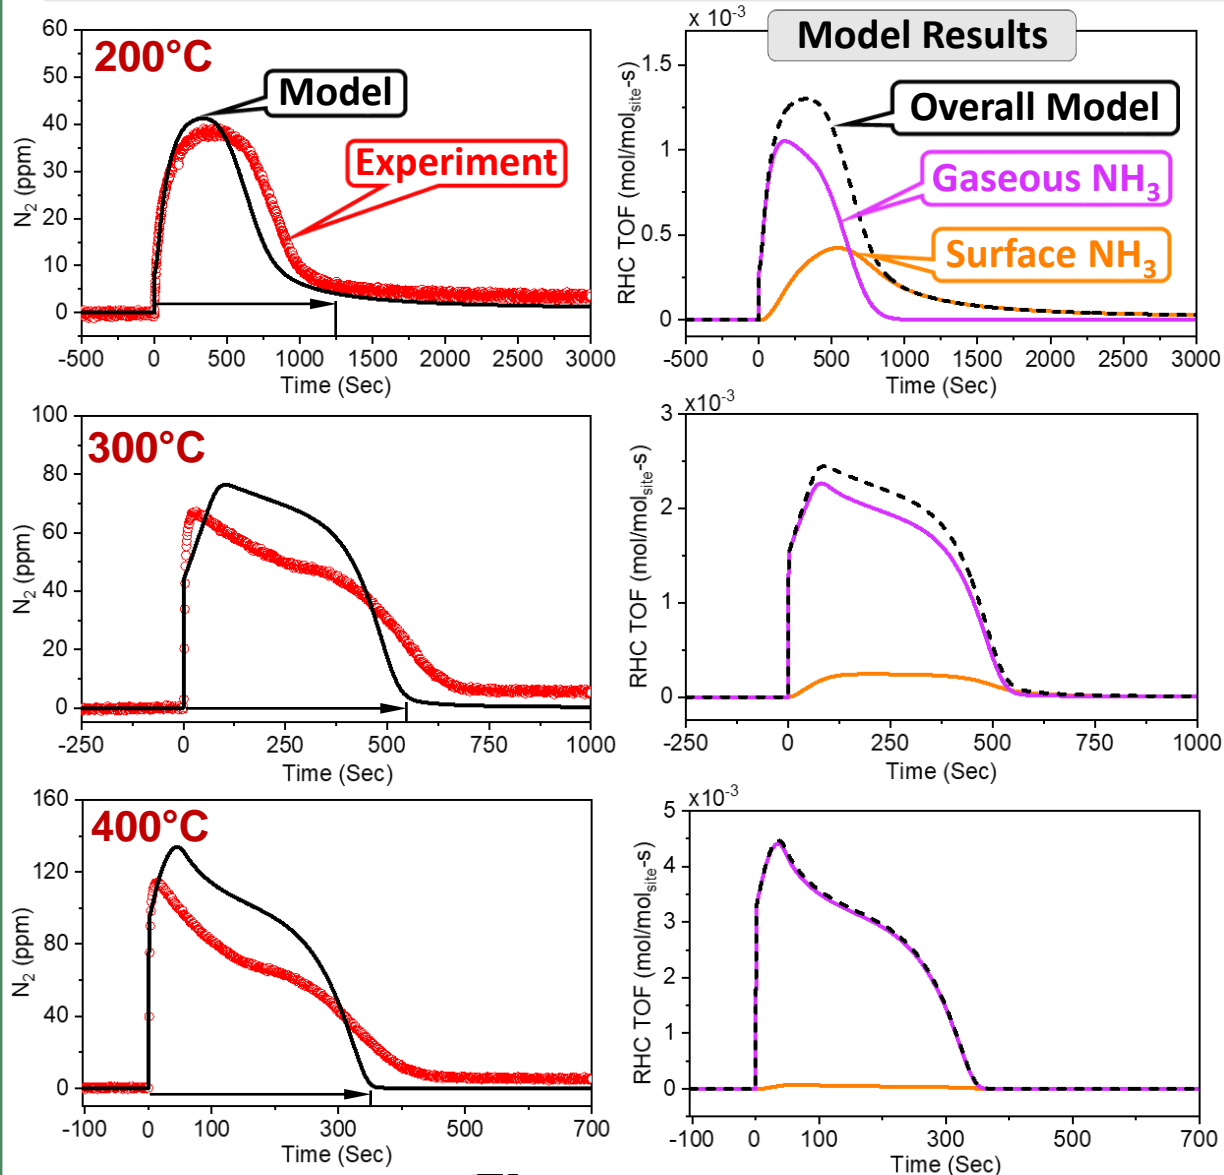 60
50
40
30
20
10
0
N₂ (ppm)
200°C
Model
Experiment
-500 0 500 1000 1500 2000 2500 3000
Time (Sec)
x 10⁻³
Model Results
1.5
1
0.5
0
RHC TOF (mol/mol_site-s)
Overall Model
Gaseous NH₃
Surface NH₃
-500 0 500 1000 1500 2000 2500 3000
Time (Sec)
100
80
60
40
20
0
N₂ (ppm)
300°C
-250 0 250 500 750 1000
Time (Sec)
x10⁻³
3
2
1
0
RHC TOF (mol/mol_site-s)
-250 0 250 500 750 1000
Time (Sec)
160
120
80
40
0
N₂ (ppm)
400°C
-100 0 100 300 500 700
Time (Sec)
x10⁻³
5
4
3
2
1
0
RHC TOF (mol/mol_site-s)
-100 0 100 300 500 700
Time (Sec)